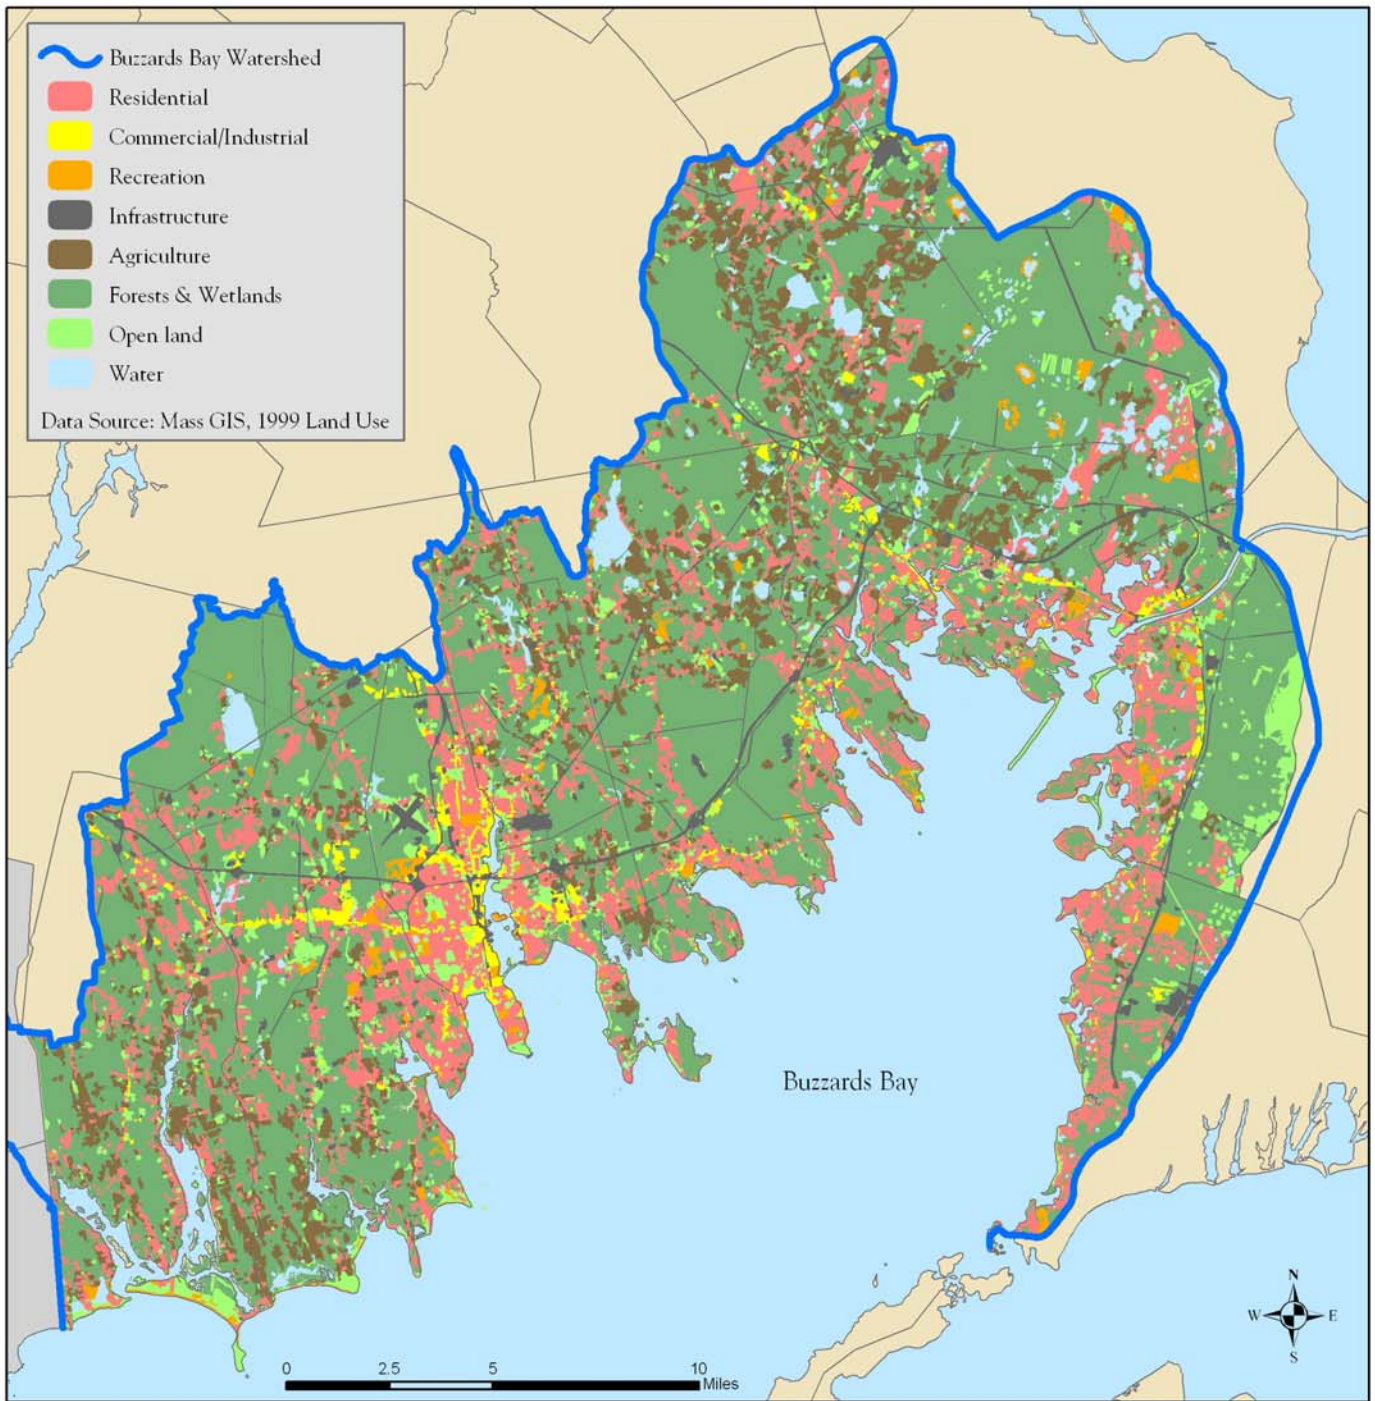 Buzzards Bay Watershed
Residential
Commercial/Industrial
Recreation
Infrastructure
Agriculture
Forests & Wetlands
Open land
Water
Data Source: Mass GIS, 1999 Land Use
Buzzards Bay
N
W E
S
0 2.5 5 10
Miles